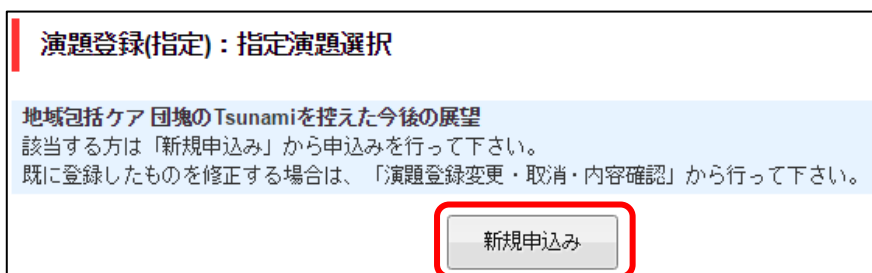 演題登録(指定)：指定演題選択
地域包括ケア 団塊のTsunamiを控えた今後の展望
該当する方は「新規申込み」から申込みを行って下さい。
既に登録したものを修正する場合は、「演題登録変更・取消・内容確認」から行って下さい。
新規申込み